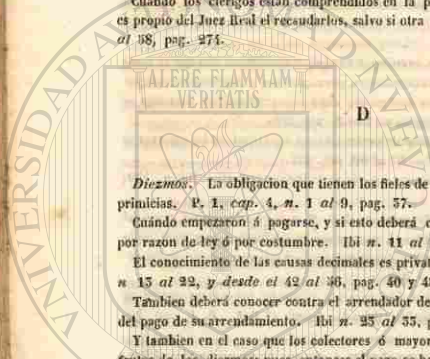 Cuando los clérigos están comprendidos en la p
es propio del Juez Real el recaudarlos, salvo si otra
al 58, pag. 274.
ALERE FLAMMAM
VERITATIS
D
Diezmos. La obligacion que tienen los fieles de
primicias. P. 1, cap. 4, n. 1 al 9, pag. 37.
Cuándo empezaron á pagarse, y si esto deberá
por razon de ley ó por costumbre. Ibi n. 11 al
El conocimiento de las causas decimales es privat
n 13 al 22, y desde el 42 al 56, pag. 40 y 4
Tambien deberá conocer contra el arrendador de
del pago de su arrendamiento. Ibi n. 23 al 35, p
Y tambien en el caso que los colectores ó mayor
UNIVERSIDAD AD NVEV